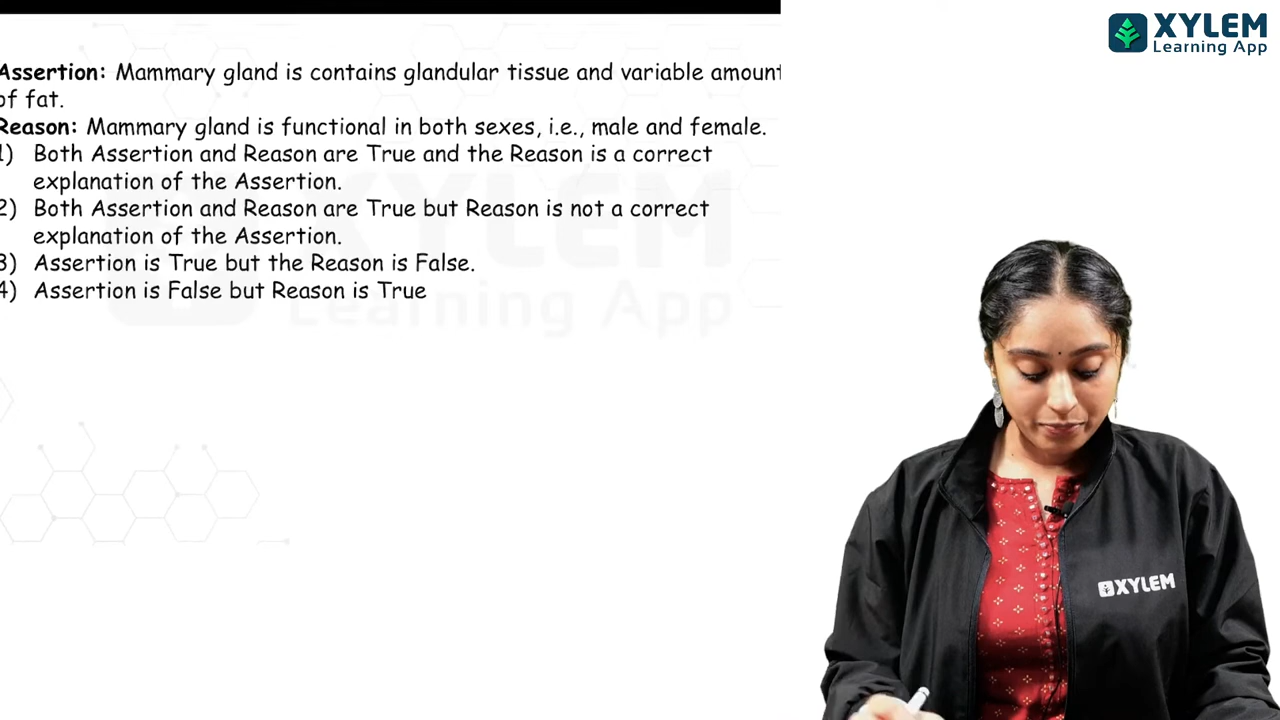 XYLEM
Learning App
Assertion: Mammary gland is contains glandular tissue and variable amount
of fat.
Reason: Mammary gland is functional in both sexes, i.e., male and female.
1) Both Assertion and Reason are True and the Reason is a correct
explanation of the Assertion.
2) Both Assertion and Reason are True but Reason is not a correct
explanation of the Assertion.
3) Assertion is True but the Reason is False.
4) Assertion is False but Reason is True
XYLEM
Learning App
XYLEM